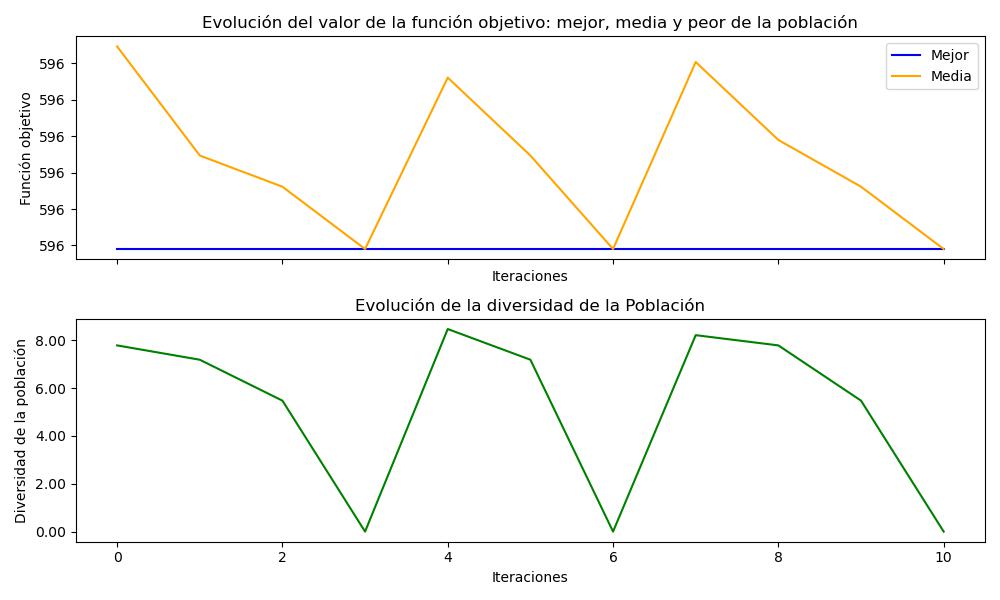 Evolución del valor de la función objetivo: mejor, media y peor de la población
Función objetivo
596
596
596
596
596
596
Mejor
Media
Iteraciones
Evolución de la diversidad de la Población
Diversidad de la población
8.00
6.00
4.00
2.00
0.00
0 2 4 6 8 10
Iteraciones